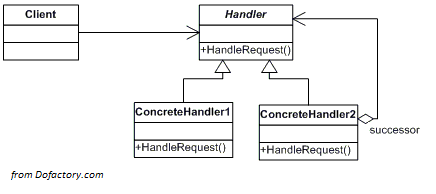 Client
Handler
+HandleRequest()
ConcreteHandler1
+HandleRequest()
ConcreteHandler2
+HandleRequest()
successor
from Dofactory.com